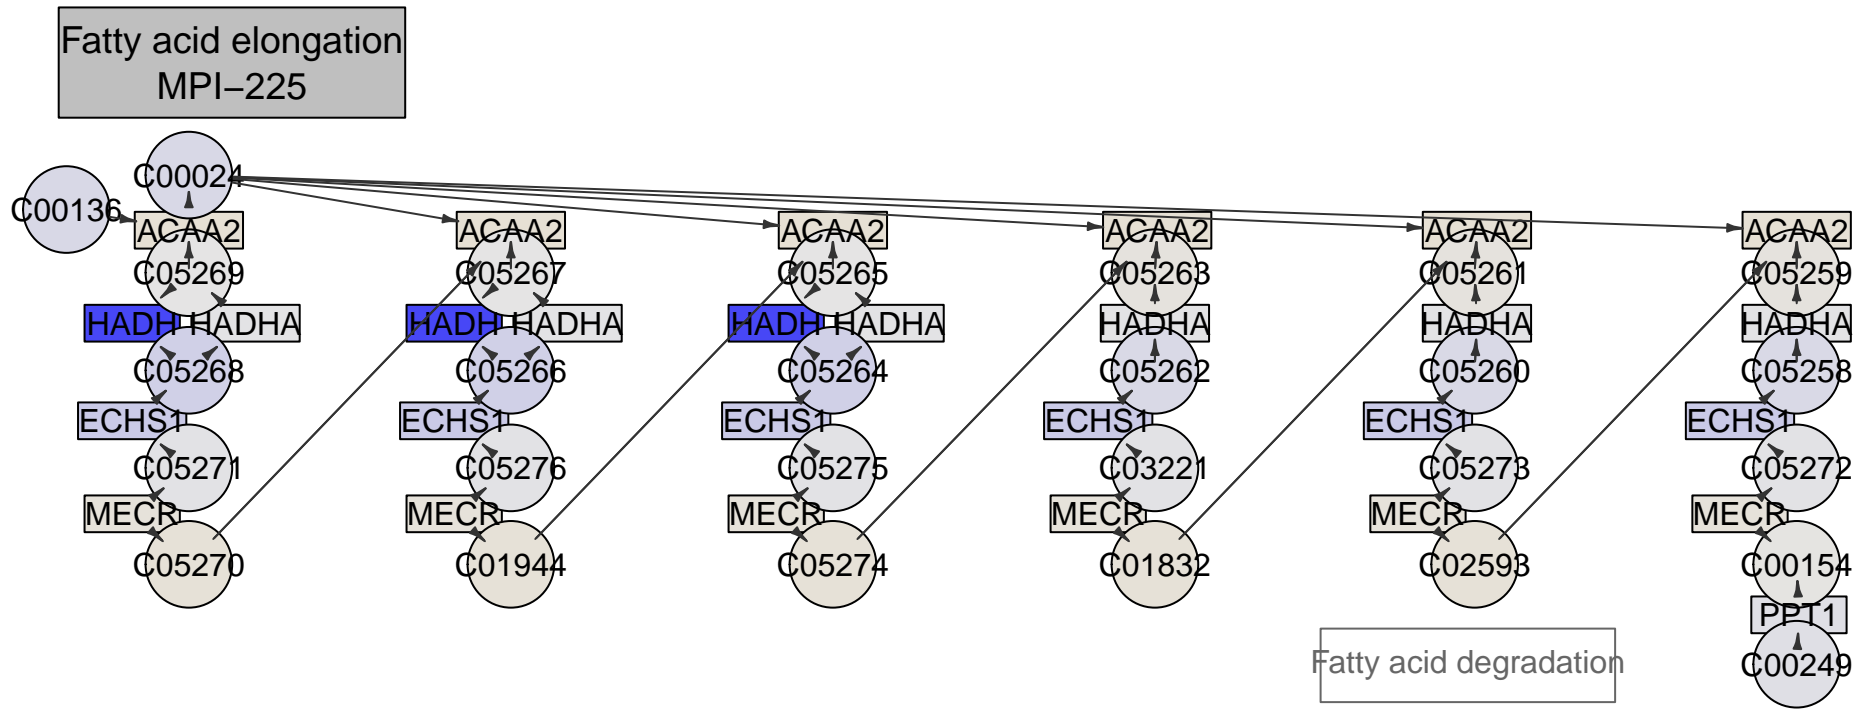 Fatty acid elongation
MPI−225
C00024
C00136
ACAA2 ACAA2 ACAA2 ACAA2 ACAA2 ACAA2
C05269 C05267 C05265 C05263 C05261 C05259
HADH HADHA HADH HADHA HADH HADHA HADHA HADHA HADHA
C05268 C05266 C05264 C05262 C05260 C05258
ECHS1 ECHS1 ECHS1 ECHS1 ECHS1 ECHS1
C05271 C05276 C05275 C03221 C05273 C05272
MECR MECR MECR MECR MECR MECR
C05270 C01944 C05274 C01832 C02593 C00154
PPT1
Fatty acid degradation C00249